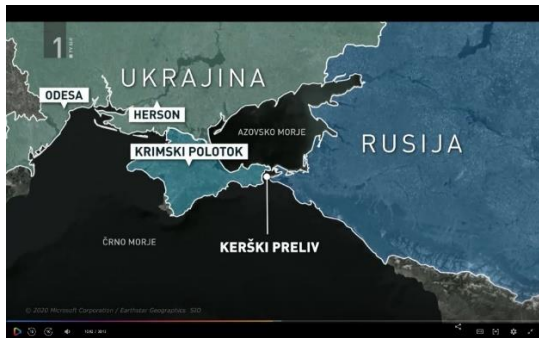 1
UKRAJINA
ODESA
HERSON
AZOVSKO MORJE
KRIMSKI POLOTOK
RUSIJA
ČRNO MORJE
KERŠKI PRELIV
© 2020 Microsoft Corporation / Earthstar Geographics SIO